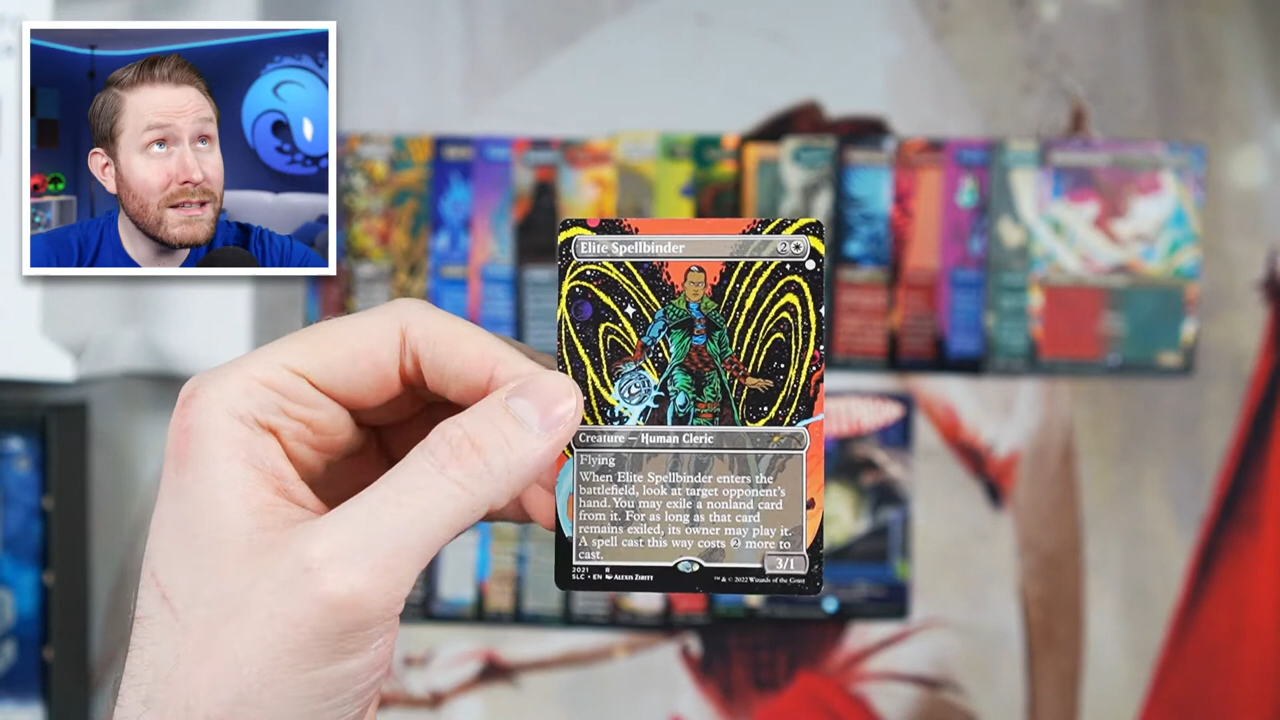 Elite Spellbinder 2
Creature — Human Cleric
Flying
When Elite Spellbinder enters the
battlefield, look at target opponent's
hand. You may exile a nonland card
from it. For as long as that card
remains exiled, its owner may play it.
A spell cast this way costs 2 more to
cast.
3/1
2021 R
SLC • EN Alexis Ziritt
™ & © 2022 Wizards of the Coast